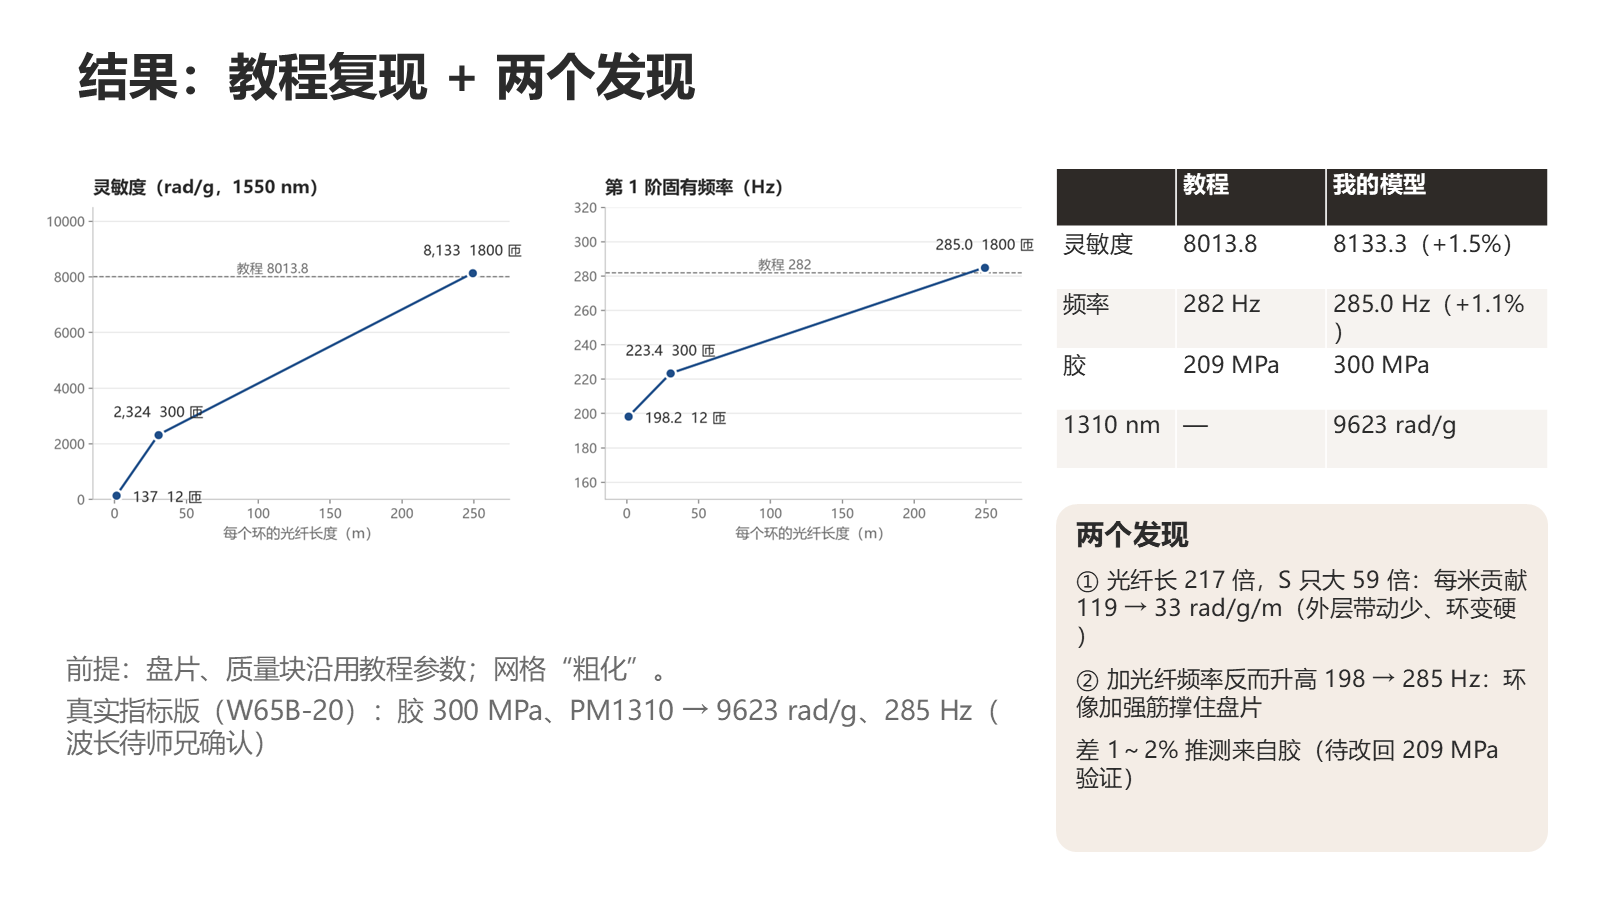 结果：教程复现 + 两个发现
灵敏度（rad/g，1550 nm）
10000
8000
6000
4000
2000
0
教程 8013.8
8,133 1800 匝
2,324 300 匝
137 12 匝
0 50 100 150 200 250
每个环的光纤长度（m）
第 1 阶固有频率（Hz）
320
300
280
260
240
220
200
180
160
教程 282
285.0 1800 匝
223.4 300 匝
198.2 12 匝
0 50 100 150 200 250
每个环的光纤长度（m）
教程 我的模型
灵敏度 8013.8 8133.3（+1.5%）
频率 282 Hz 285.0 Hz（+1.1%
）
胶 209 MPa 300 MPa
1310 nm — 9623 rad/g
两个发现
① 光纤长 217 倍，S 只大 59 倍：每米贡献
119 → 33 rad/g/m（外层带动少、环变硬
）
② 加光纤频率反而升高 198 → 285 Hz：环
像加强筋撑住盘片
差 1~2% 推测来自胶（待改回 209 MPa
验证）
前提：盘片、质量块沿用教程参数；网格“粗化”。
真实指标版（W65B-20）：胶 300 MPa、PM1310 → 9623 rad/g、285 Hz（
波长待师兄确认）